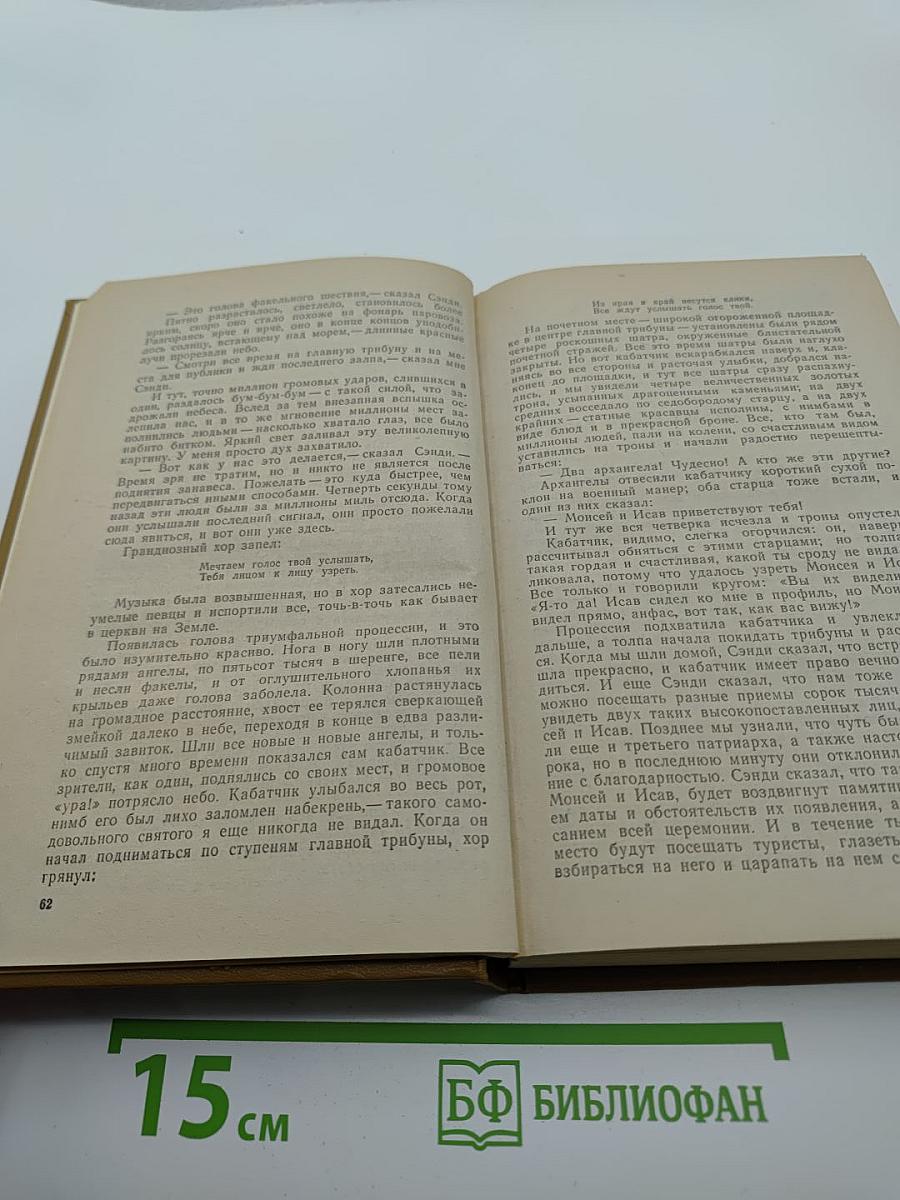 — Это голова факельного шествия,— сказал Сэнди.
Пятно разрасталось, светлело, становилось более
ярким, скоро оно стало похоже на фонарь паровоза.
Разгораясь ярче и ярче, оно в конце концов уподоби-
лось солнцу, встающему над морем,— длинные красные
лучи прорезали небо.
— Смотри все время на главную трибуну и на ме-
ста для публики и жди последнего залпа,— сказал мне
Сэнди.
И тут, точно миллион громовых ударов, слившихся в
один, раздалось бум-бум-бум — с такой силой, что за-
дрожали небеса. Вслед за тем внезапная вспышка ос-
лепила нас, и в то же мгновение миллионы мест за-
полнились людьми — насколько хватало глаз, все было
набито битком. Яркий свет заливал эту великолепную
картину. У меня просто дух захватило.
— Вот как у нас это делается,— сказал Сэнди.—
Время зря не тратим, но и никто не является после
поднятия занавеса. Пожелать — это куда быстрее, чем
передвигаться иными способами. Четверть секунды тому
назад эти люди были за миллионы миль отсюда. Когда
они услышали последний сигнал, они просто пожелали
сюда явиться, и вот они уже здесь.
Грандиозный хор запел:
Мечтаем голос твой услышать,
Тебя лицом к лицу узреть.
Музыка была возвышенная, но в хор затесались не-
умелые певцы и испортили все, точь-в-точь как бывает
в церкви на Земле.
Появилась голова триумфальной процессии, и это
было изумительно красиво. Нога в ногу шли плотными
рядами ангелы, по пятьсот тысяч в шеренге, все пели
и несли факелы, и от оглушительного хлопанья их
крыльев даже голова заболела. Колонна растянулась
на громадное расстояние, хвост ее терялся сверкающей
змейкой далеко в небе, переходя в конце в едва разли-
чимый завиток. Шли все новые и новые ангелы, и толь-
ко спустя много времени показался сам кабатчик. Все
зрители, как один, поднялись со своих мест, и громовое
«ура!» потрясло небо. Кабатчик улыбался во весь рот,
нимб его был лихо заломлен набекрень,— такого само-
довольного святого я еще никогда не видал. Когда он
начал подниматься по ступеням главной трибуны, хор
грянул:
62
Из края в край несутся клики,
Все ждут услышать голос твой.
На почетном месте — широкой огороженной площад-
ке в центре главной трибуны — установлены были рядом
четыре роскошных шатра, окруженные блистательной
почетной стражей. Все это время шатры были наглухо
закрыты. Но вот кабатчик вскарабкался наверх и, кла-
няясь во все стороны и расточая улыбки, добрался на-
конец до площадки, и тут все шатры сразу распахну-
лись, и мы увидели четыре величественных золотых
трона, усыпанных драгоценными каменьями; на двух
средних восседало по седобородому старцу, а на двух
крайних — статные красавцы исполины, с нимбами в
виде блюд и в прекрасной броне. Все, кто там был,
миллионы людей, пали на колени, со счастливым видом
уставились на троны и начали радостно перешепты-
ваться:
— Два архангела! Чудесно! А кто же эти другие?
Архангелы отвесили кабатчику короткий сухой по-
клон на военный манер; оба старца тоже встали, и
один из них сказал:
— Моисей и Исав приветствуют тебя!
И тут же вся четверка исчезла и троны опустел
Кабатчик, видимо, слегка огорчился: он, наверн
рассчитывал обняться с этими старцами; но толпа
такая гордая и счастливая, какой ты сроду не вида
ликовала, потому что удалось узреть Моисея и Ис
Все только и говорили кругом: «Вы их видели
«Я-то да! Исав сидел ко мне в профиль, но Мои
видел прямо, анфас, вот так, как вас вижу!»
Процессия подхватила кабатчика и увлекл
дальше, а толпа начала покидать трибуны и рас
ся. Когда мы шли домой, Сэнди сказал, что встр
шла прекрасно, и кабатчик имеет право вечно
диться. И еще Сэнди сказал, что нам тоже
можно посещать разные приемы сорок тысяч
увидеть двух таких высокопоставленных лиц,
сей и Исав. Позднее мы узнали, что чуть бы
ли еще и третьего патриарха, а также насто
рока, но в последнюю минуту они отклонил
ние с благодарностью. Сэнди сказал, что та
Моисей и Исав, будет воздвигнут памятни
ем даты и обстоятельств их появления, а
санием всей церемонии. И в течение ты
место будут посещать туристы, глазеть
взбираться на него и царапать на нем с
15 см
БФ БИБЛИОФАН